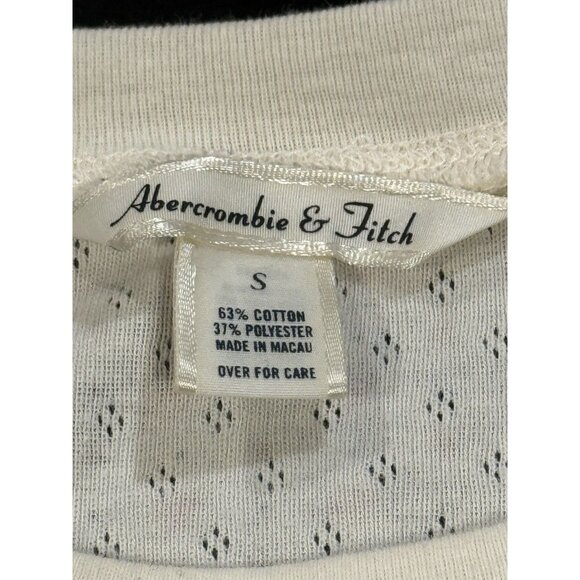 Abercrombie & Fitch
S
63% COTTON
37% POLYESTER
MADE IN MACAU
OVER FOR CARE